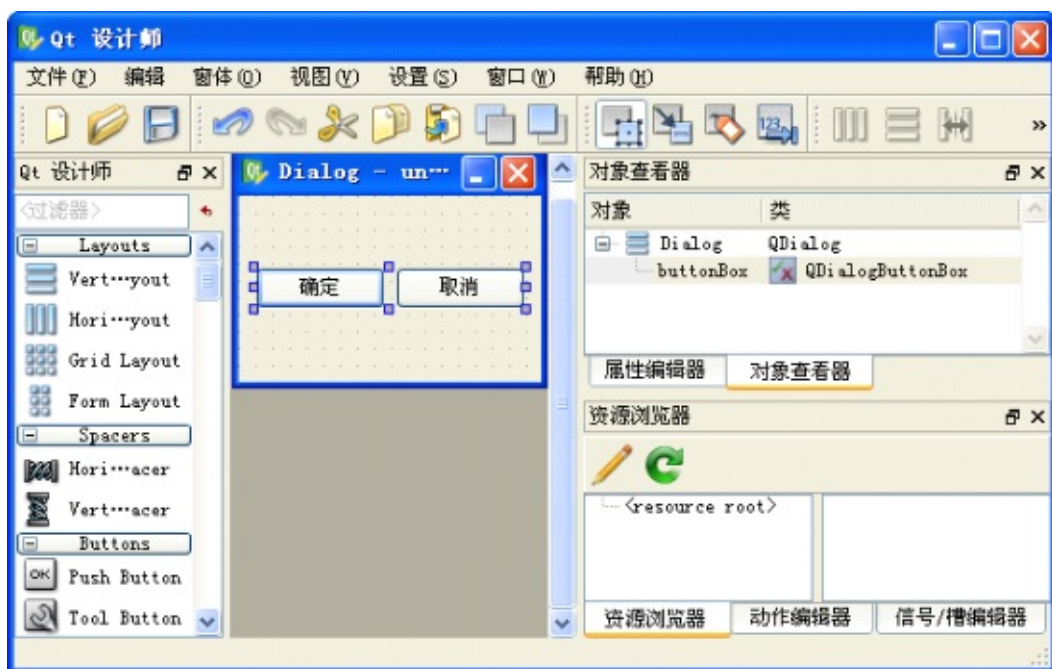 Qt 设计师
文件(F) 编辑 窗体(O) 视图(V) 设置(S) 窗口(W) 帮助(H)
123
»
Qt 设计师
<过滤器>
Layouts
Vert…yout
Hori…yout
Grid Layout
Form Layout
Spacers
Hori…acer
Vert…acer
Buttons
OK Push Button
Tool Button
Dialog - un…
确定 取消
对象查看器
对象 类
Dialog QDialog
buttonBox QDialogButtonBox
属性编辑器 对象查看器
资源浏览器
<resource root>
资源浏览器 动作编辑器 信号/槽编辑器